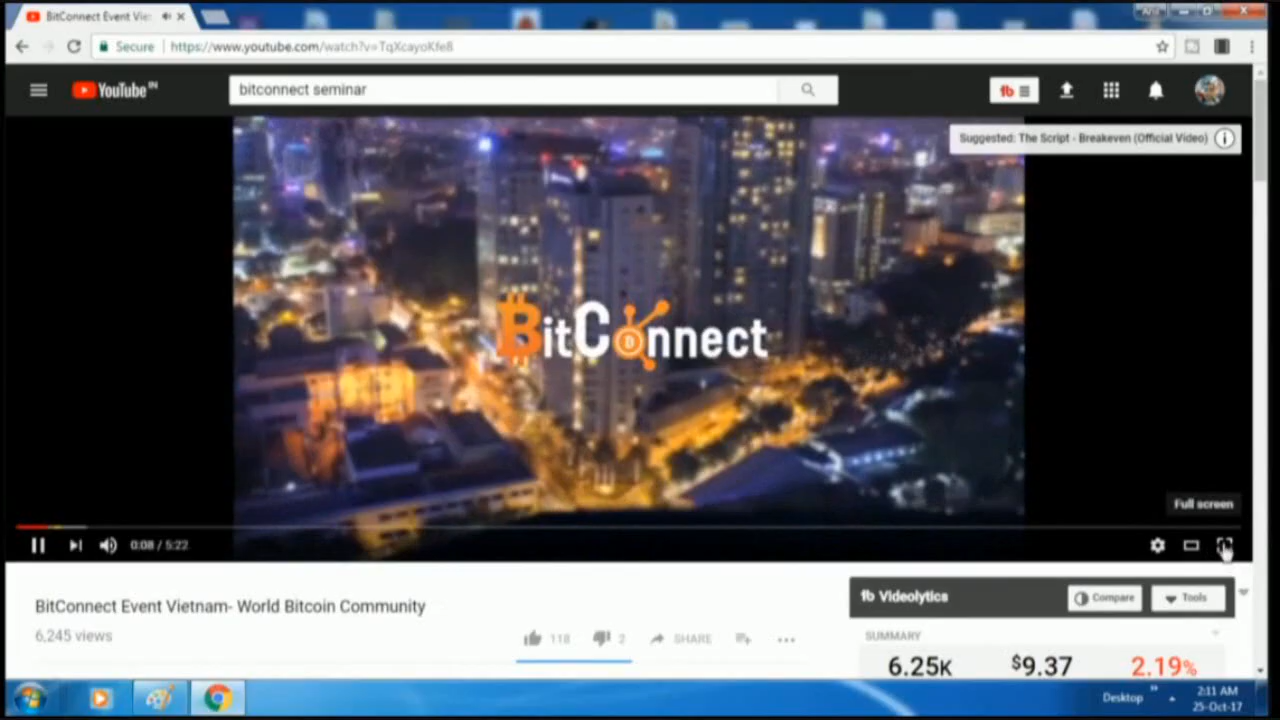 BitConnect Event Vie
Secure https://www.youtube.com/watch?v=TqXcayoKfe8
YouTube IN
bitconnect seminar
Suggested: The Script - Breakeven (Official Video)
BitConnect
Full screen
0:08 / 5:22
BitConnect Event Vietnam- World Bitcoin Community
6,245 views
118
2
SHARE
Videolytics
Compare
Tools
SUMMARY
6.25K
$9.37
2.19%
Desktop
2:11 AM
25-Oct-17